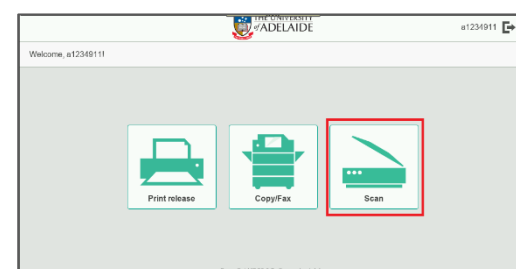 THE UNIVERSITY
of ADELAIDE
a1234911
Welcome, a1234911!
Print release
Copy/Fax
Scan